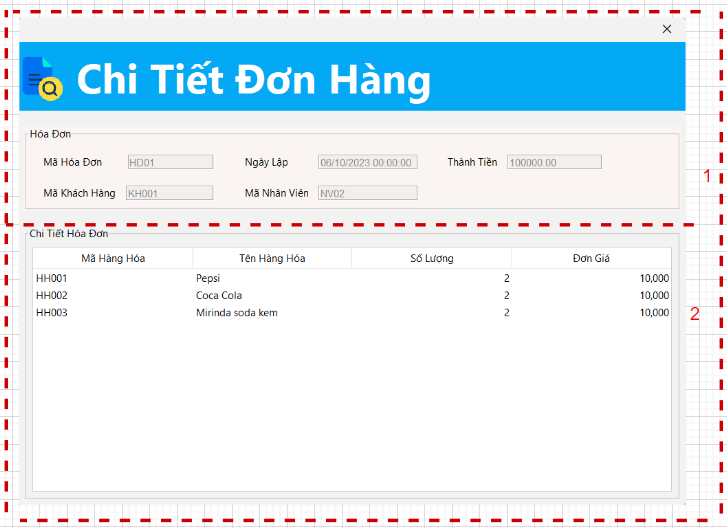 Chi Tiết Đơn Hàng
Hóa Đơn
Mã Hóa Đơn HD01 Ngày Lập 06/10/2023 00:00:00 Thành Tiền 100000.00
1
Mã Khách Hàng KH001 Mã Nhân Viên NV02
Chi Tiết Hóa Đơn
Mã Hàng Hóa Tên Hàng Hóa Số Lượng Đơn Giá
HH001 Pepsi 2 10,000
HH002 Coca Cola 2 10,000
HH003 Mirinda soda kem 2 10,000
2